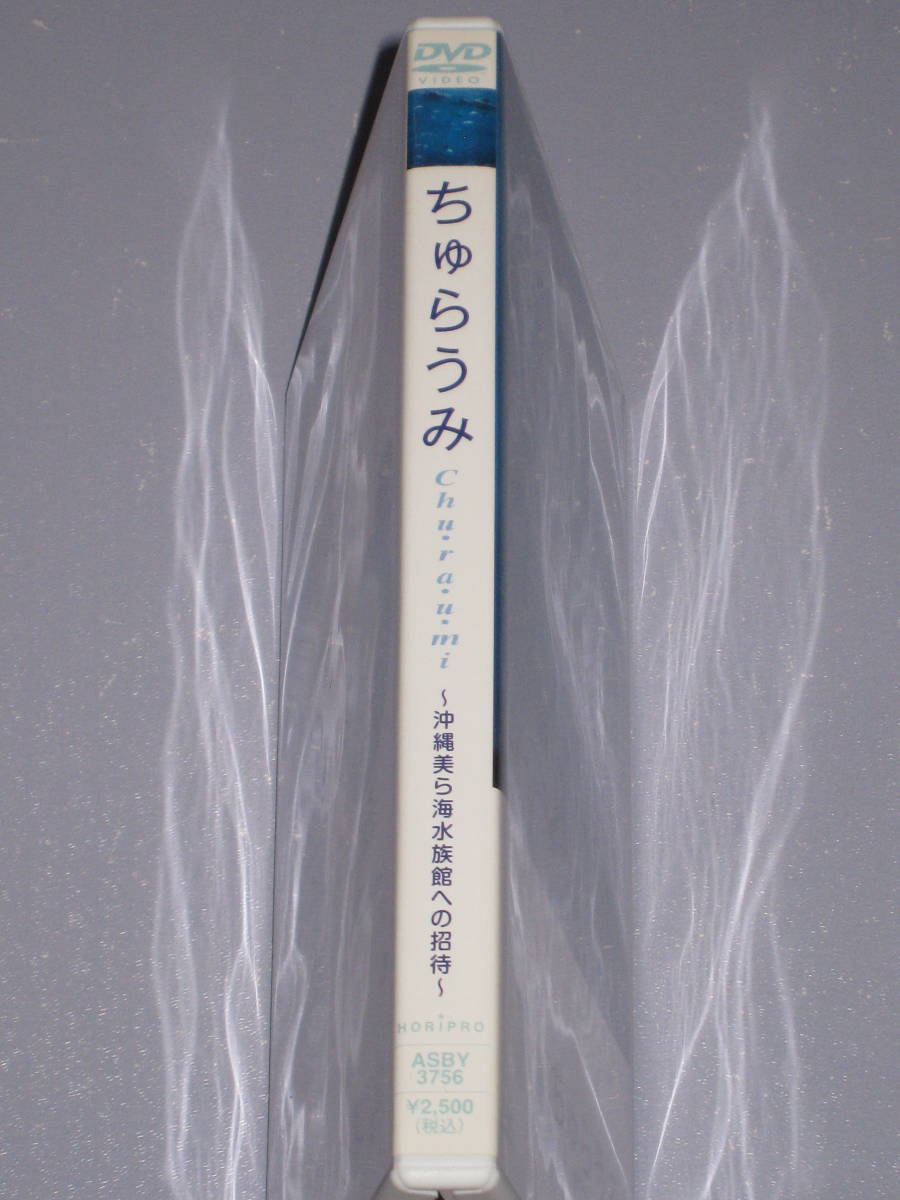 DVD
VIDEO
ちゅらうみ
Chu・ra・u・mi
～沖縄美ら海水族館への招待～
HORIPRO
ASBY
3756
¥2,500
（税込）